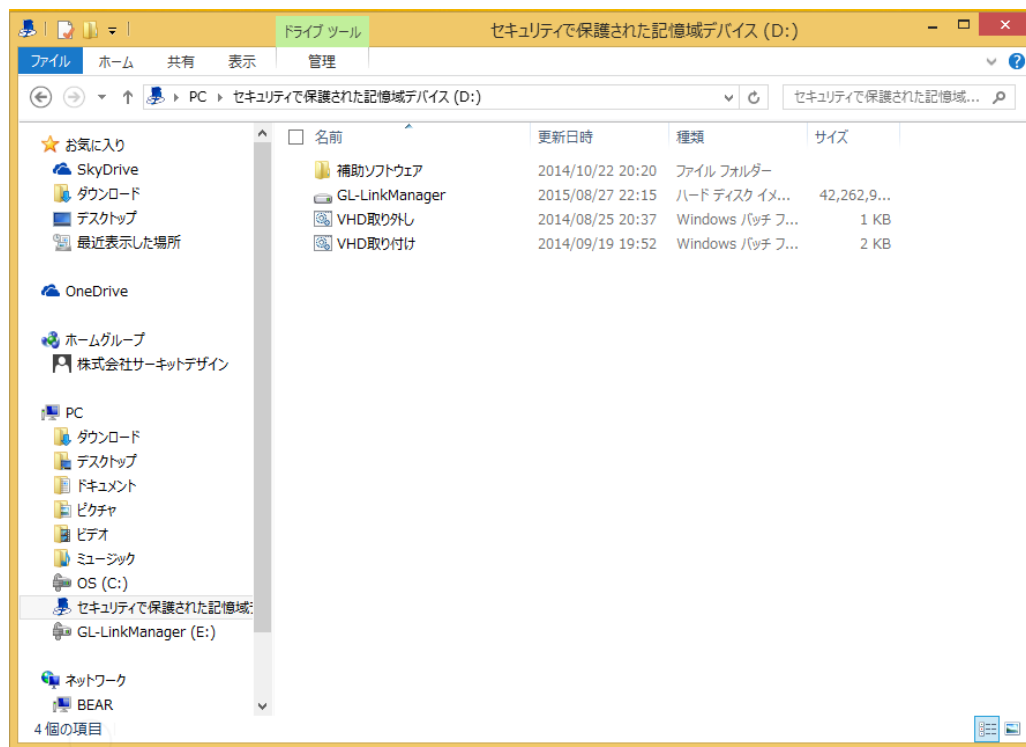 ドライブ ツール
セキュリティで保護された記憶域デバイス (D:)
ファイル ホーム 共有 表示 管理
PC セキュリティで保護された記憶域デバイス (D:) セキュリティで保護された記憶域...
お気に入り
SkyDrive
ダウンロード
デスクトップ
最近表示した場所
OneDrive
ホームグループ
株式会社サーキットデザイン
PC
ダウンロード
デスクトップ
ドキュメント
ピクチャ
ビデオ
ミュージック
OS (C:)
セキュリティで保護された記憶域デ
GL-LinkManager (E:)
ネットワーク
BEAR
名前 更新日時 種類 サイズ
補助ソフトウェア 2014/10/22 20:20 ファイル フォルダー
GL-LinkManager 2015/08/27 22:15 ハード ディスク イメ... 42,262,9...
VHD取り外し 2014/08/25 20:37 Windows バッチ フ... 1 KB
VHD取り付け 2014/09/19 19:52 Windows バッチ フ... 2 KB
4 個の項目